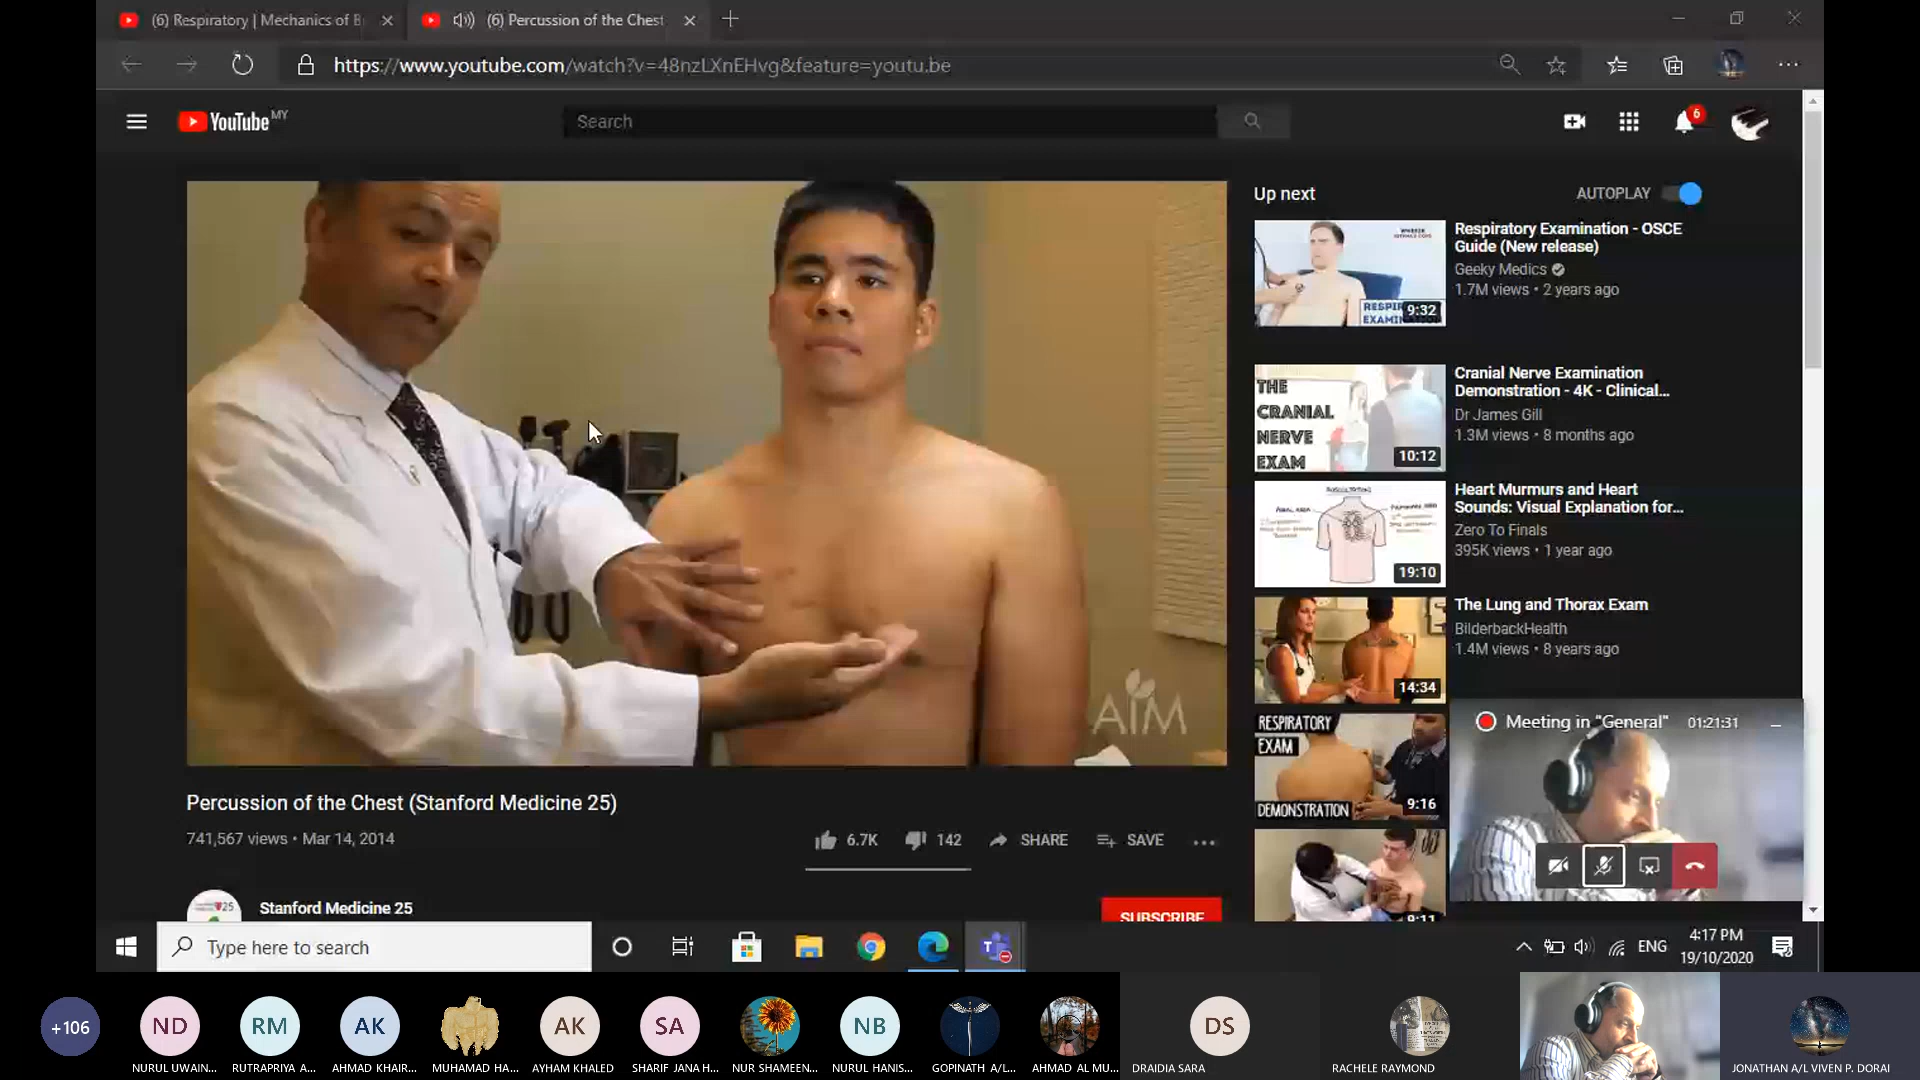 (6) Respiratory | Mechanics of B
(6) Percussion of the Chest
https://www.youtube.com/watch?v=48nzLXnEHvg&feature=youtu.be
YouTube MY
Search
6
Up next
AUTOPLAY
Respiratory Examination - OSCE
Guide (New release)
Geeky Medics
1.7M views • 2 years ago
9:32
THE
CRANIAL
NERVE
EXAM
10:12
Cranial Nerve Examination
Demonstration - 4K - Clinical...
Dr James Gill
1.3M views • 8 months ago
19:10
Heart Murmurs and Heart
Sounds: Visual Explanation for...
Zero To Finals
395K views • 1 year ago
14:34
The Lung and Thorax Exam
BilderbackHealth
1.4M views • 8 years ago
RESPIRATORY
EXAM
DEMONSTRATION
9:16
9:11
AIM
Meeting in "General" 01:21:31
Percussion of the Chest (Stanford Medicine 25)
741,567 views • Mar 14, 2014
6.7K
142
SHARE
SAVE
Stanford Medicine 25
SUBSCRIBE
Type here to search
ENG
4:17 PM
19/10/2020
+106
ND
RM
AK
AK
SA
NB
DS
NURUL UWAIN...
RUTRAPRIYA A...
AHMAD KHAIR...
MUHAMAD HA...
AYHAM KHALED
SHARIF JANA H...
NUR SHAMEEN...
NURUL HANIS...
GOPINATH A/L...
AHMAD AL MU...
DRAIDIA SARA
RACHELE RAYMOND
JONATHAN A/L VIVEN P. DORAI